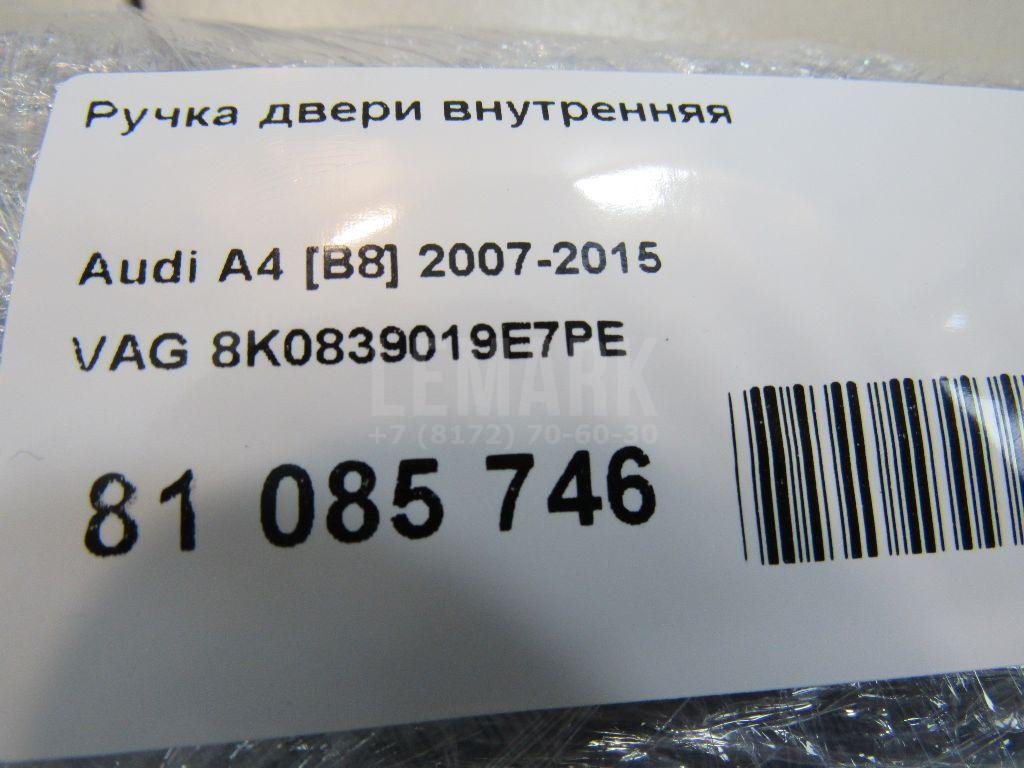 Ручка двери внутренняя
Audi A4 [B8] 2007-2015
VAG 8K0839019E7PE
LEMARK
+7 (8172) 70-60-30
81 085 746